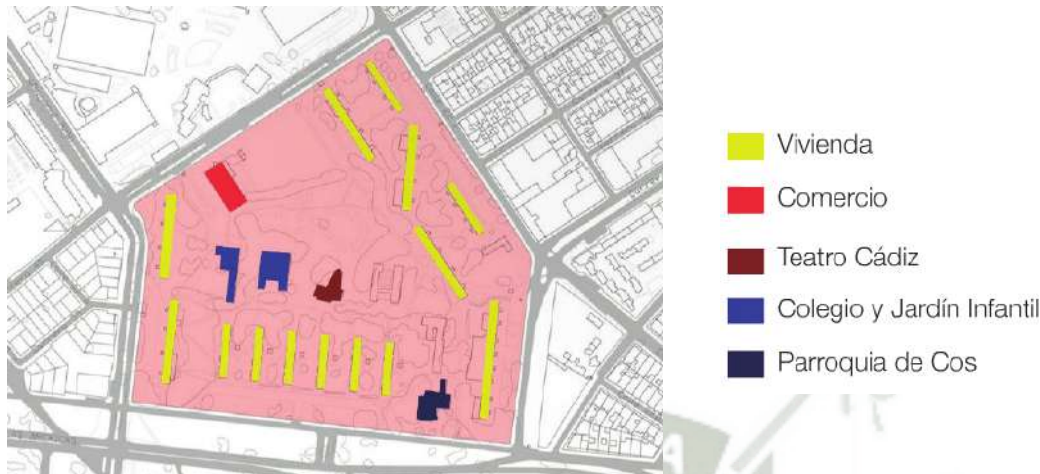 Vivienda
Comercio
Teatro Cádiz
Colegio y Jardín Infantil
Parroquia de Cos